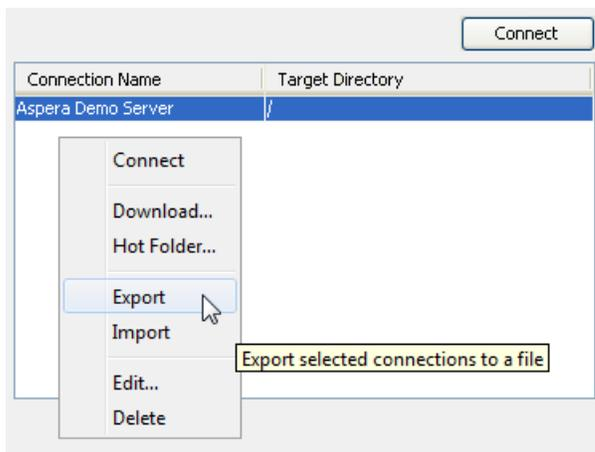 Connect
Connection Name Target Directory
Aspera Demo Server /
Connect
Download...
Hot Folder...
Export
Import
Export selected connections to a file
Edit...
Delete